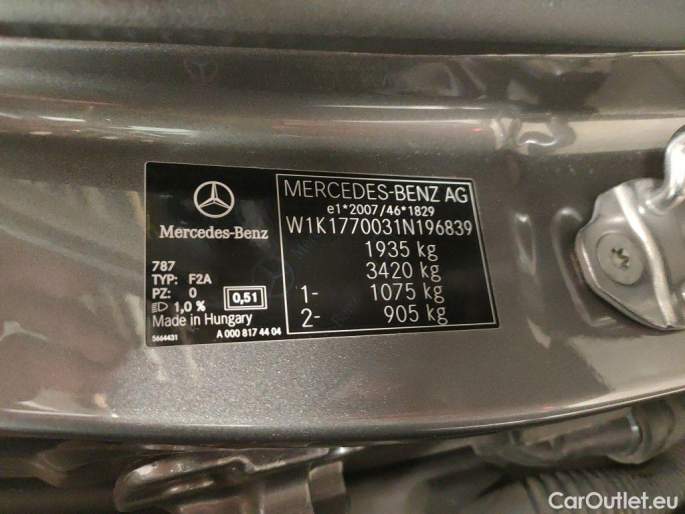 Mercedes-Benz
787
TYP: F2A
PZ: 0
1,0 %
0,51
Made in Hungary
5664431 A 000 817 44 04
MERCEDES-BENZ AG
e1*2007/46*1829
W1K1770031N196839
1935 kg
3420 kg
1- 1075 kg
2- 905 kg
CarOutlet.eu